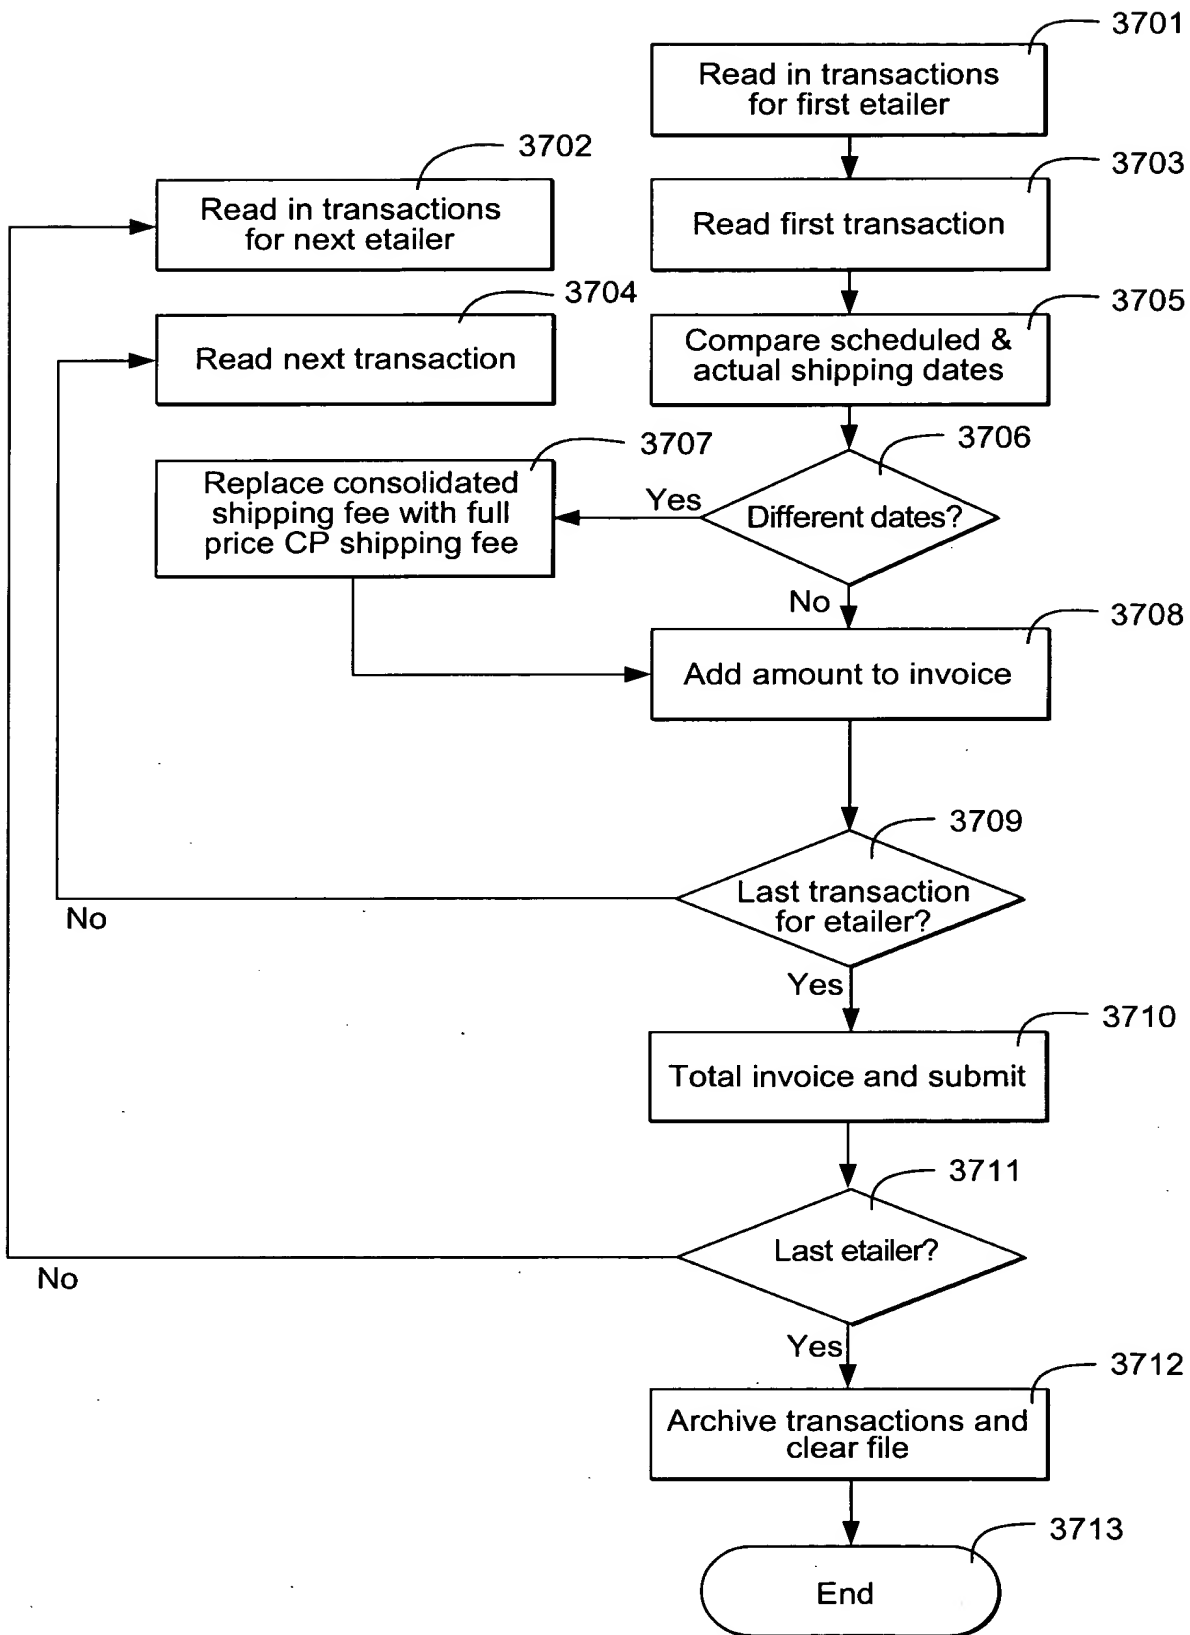 3701
Read in transactions
for first etailer
3702
Read in transactions
for next etailer
3703
Read first transaction
3704
Read next transaction
3705
Compare scheduled &
actual shipping dates
3706
Different dates?
Yes
No
3707
Replace consolidated
shipping fee with full
price CP shipping fee
3708
Add amount to invoice
3709
Last transaction
for etailer?
No
Yes
3710
Total invoice and submit
3711
Last etailer?
No
Yes
3712
Archive transactions and
clear file
3713
End